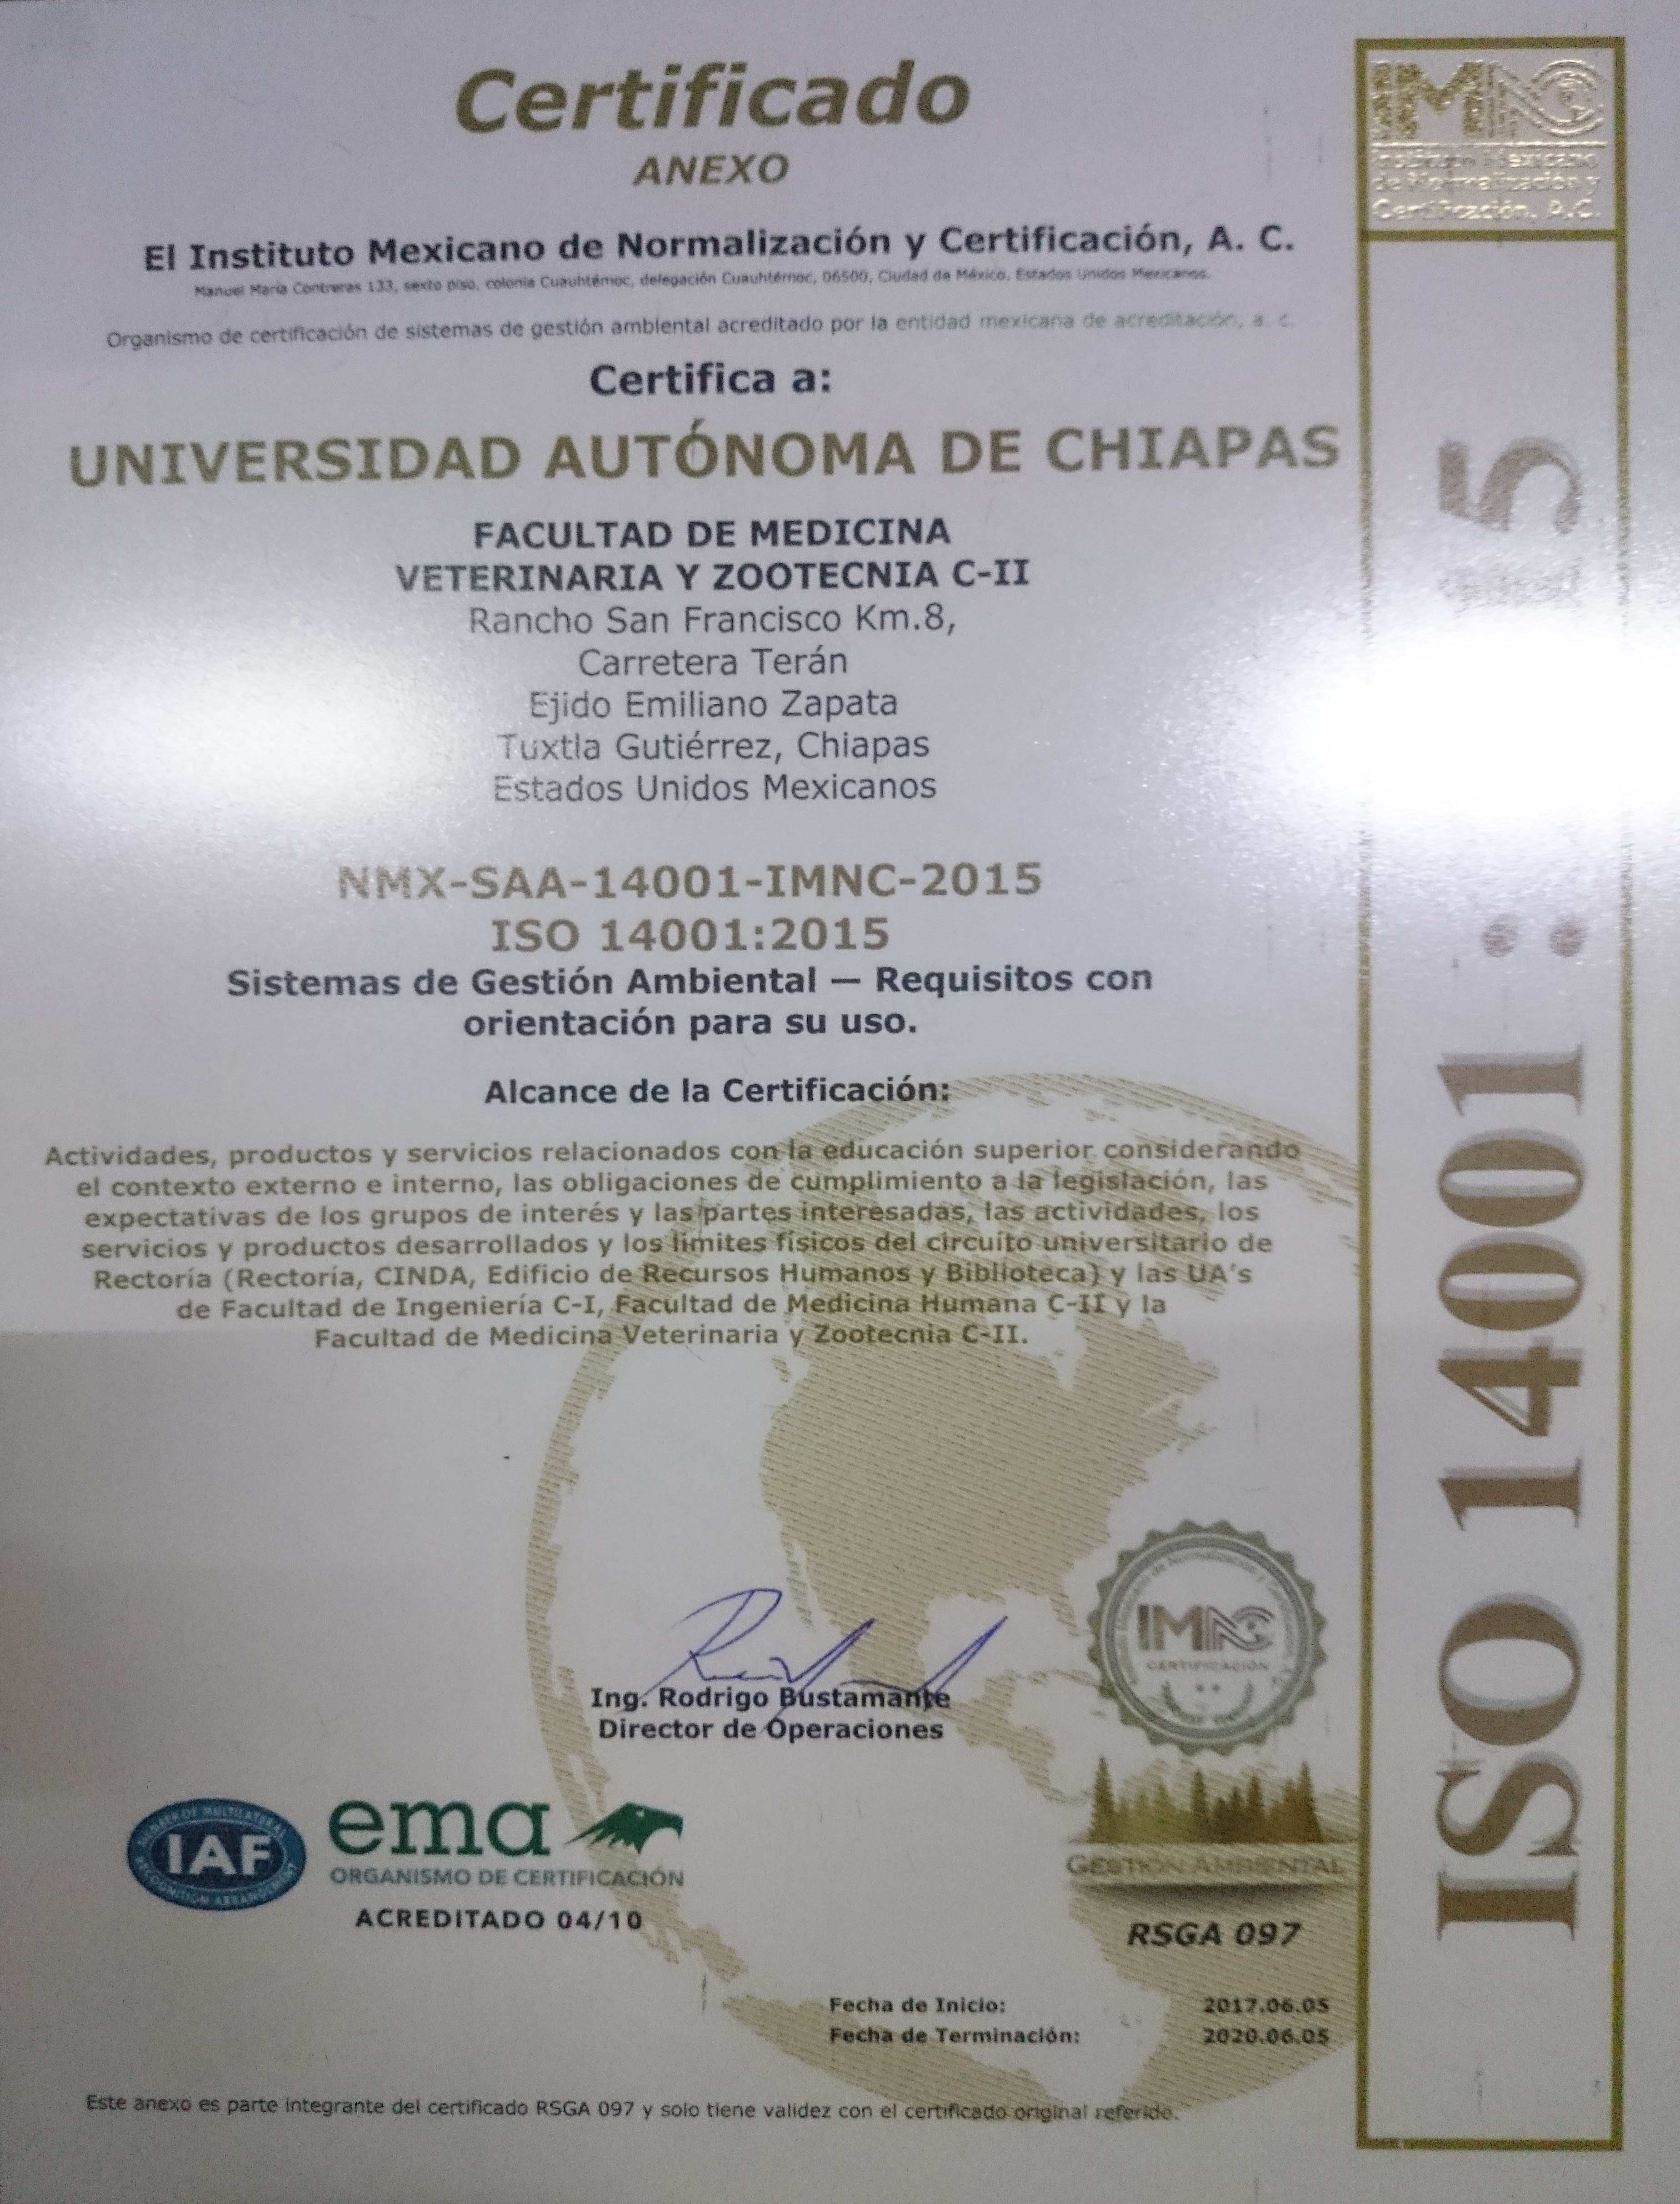 Certificado
ANEXO
El Instituto Mexicano de Normalización y Certificación, A. C.
Manuel María Contreras 133, sexto piso, colonia Cuauhtémoc, delegación Cuauhtémoc, 06500, Ciudad de México, Estados Unidos Mexicanos.
Organismo de certificación de sistemas de gestión ambiental acreditado por la entidad mexicana de acreditación, a. c.
Certifica a:
UNIVERSIDAD AUTÓNOMA DE CHIAPAS
FACULTAD DE MEDICINA
VETERINARIA Y ZOOTECNIA C-II
Rancho San Francisco Km.8,
Carretera Terán
Ejido Emiliano Zapata
Tuxtla Gutiérrez, Chiapas
Estados Unidos Mexicanos
NMX-SAA-14001-IMNC-2015
ISO 14001:2015
Sistemas de Gestión Ambiental — Requisitos con
orientación para su uso.
Alcance de la Certificación:
Actividades, productos y servicios relacionados con la educación superior considerando
el contexto externo e interno, las obligaciones de cumplimiento a la legislación, las
expectativas de los grupos de interés y las partes interesadas, las actividades, los
servicios y productos desarrollados y los límites físicos del circuito universitario de
Rectoría (Rectoría, CINDA, Edificio de Recursos Humanos y Biblioteca) y las UA's
de Facultad de Ingeniería C-I, Facultad de Medicina Humana C-II y la
Facultad de Medicina Veterinaria y Zootecnia C-II.
Ing. Rodrigo Bustamante
Director de Operaciones
IMNC
CERTIFICACIÓN
MEMBER OF MULTILATERAL
IAF
RECOGNITION ARRANGEMENT
ema
ORGANISMO DE CERTIFICACIÓN
ACREDITADO 04/10
GESTIÓN AMBIENTAL
RSGA 097
Fecha de Inicio: 2017.06.05
Fecha de Terminación: 2020.06.05
Este anexo es parte integrante del certificado RSGA 097 y solo tiene validez con el certificado original referido.
IMNC
Instituto Mexicano
de Normalización y
Certificación, A.C.
ISO 14001 : 5